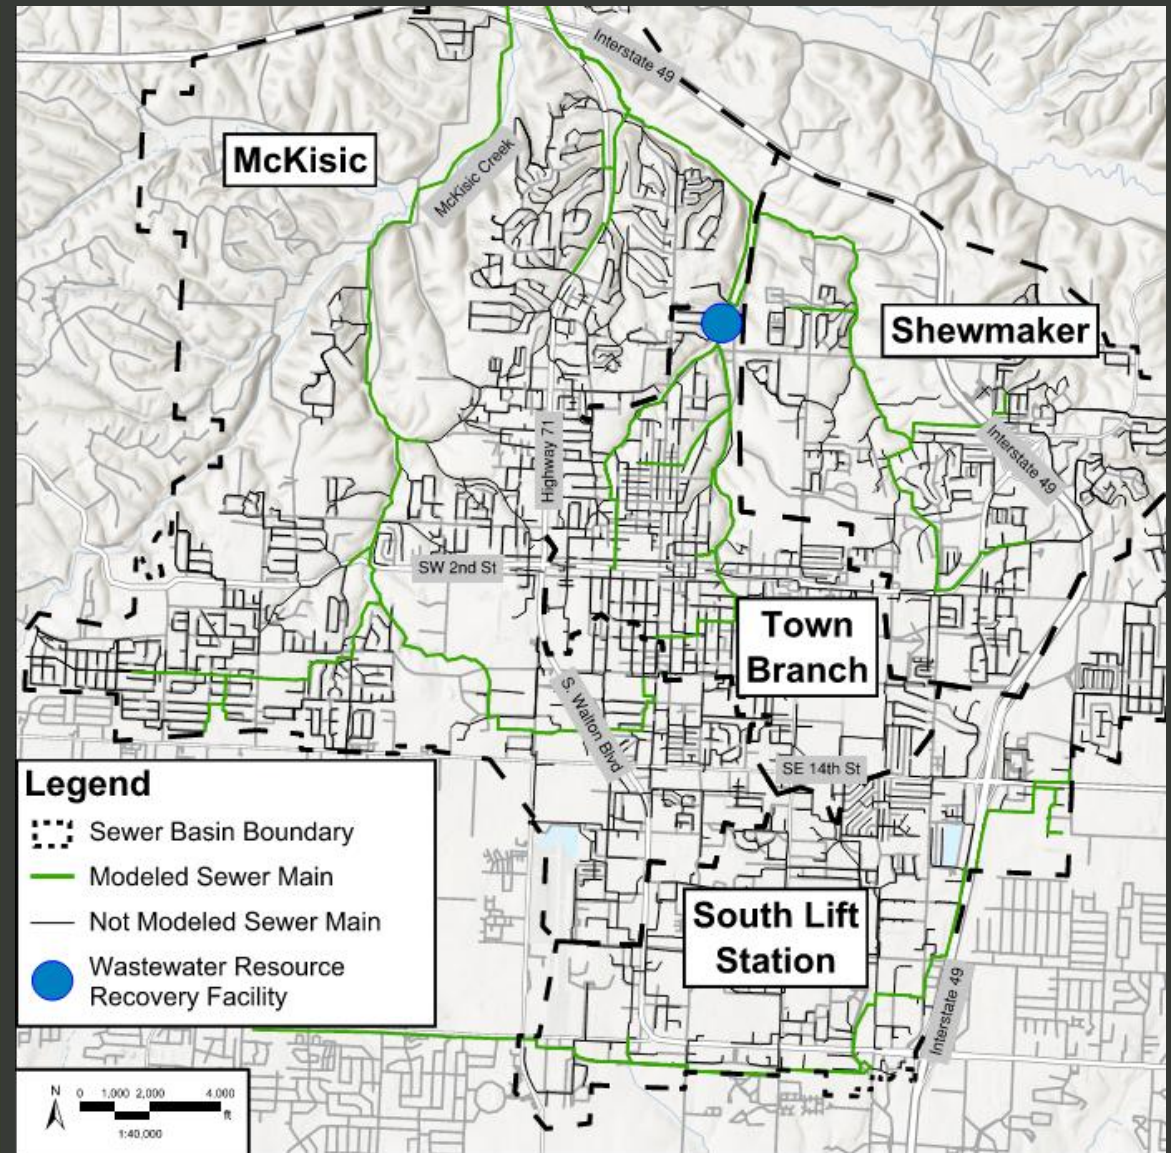 Interstate 49
McKisic
McKisic Creek
Shewmaker
Highway 71
Interstate 49
SW 2nd St
Town
Branch
S. Walton Blvd
SE 14th St
Legend
Sewer Basin Boundary
Modeled Sewer Main
Not Modeled Sewer Main
Wastewater Resource
Recovery Facility
South Lift
Station
Interstate 49
N
0 1,000 2,000 4,000
ft
1:40,000